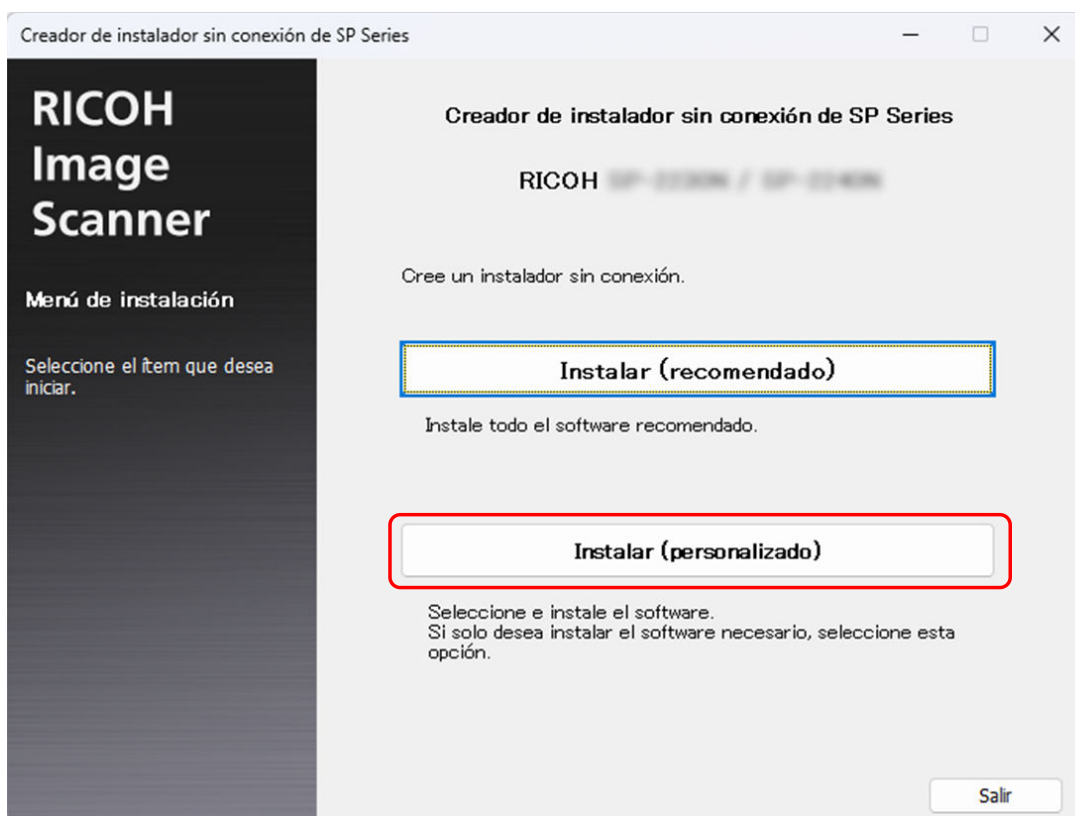 Creador de instalador sin conexión de SP Series
RICOH
Image
Scanner
Menú de instalación
Seleccione el ítem que desea
iniciar.
Creador de instalador sin conexión de SP Series
RICOH
Cree un instalador sin conexión.
Instalar (recomendado)
Instale todo el software recomendado.
Instalar (personalizado)
Seleccione e instale el software.
Si solo desea instalar el software necesario, seleccione esta
opción.
Salir